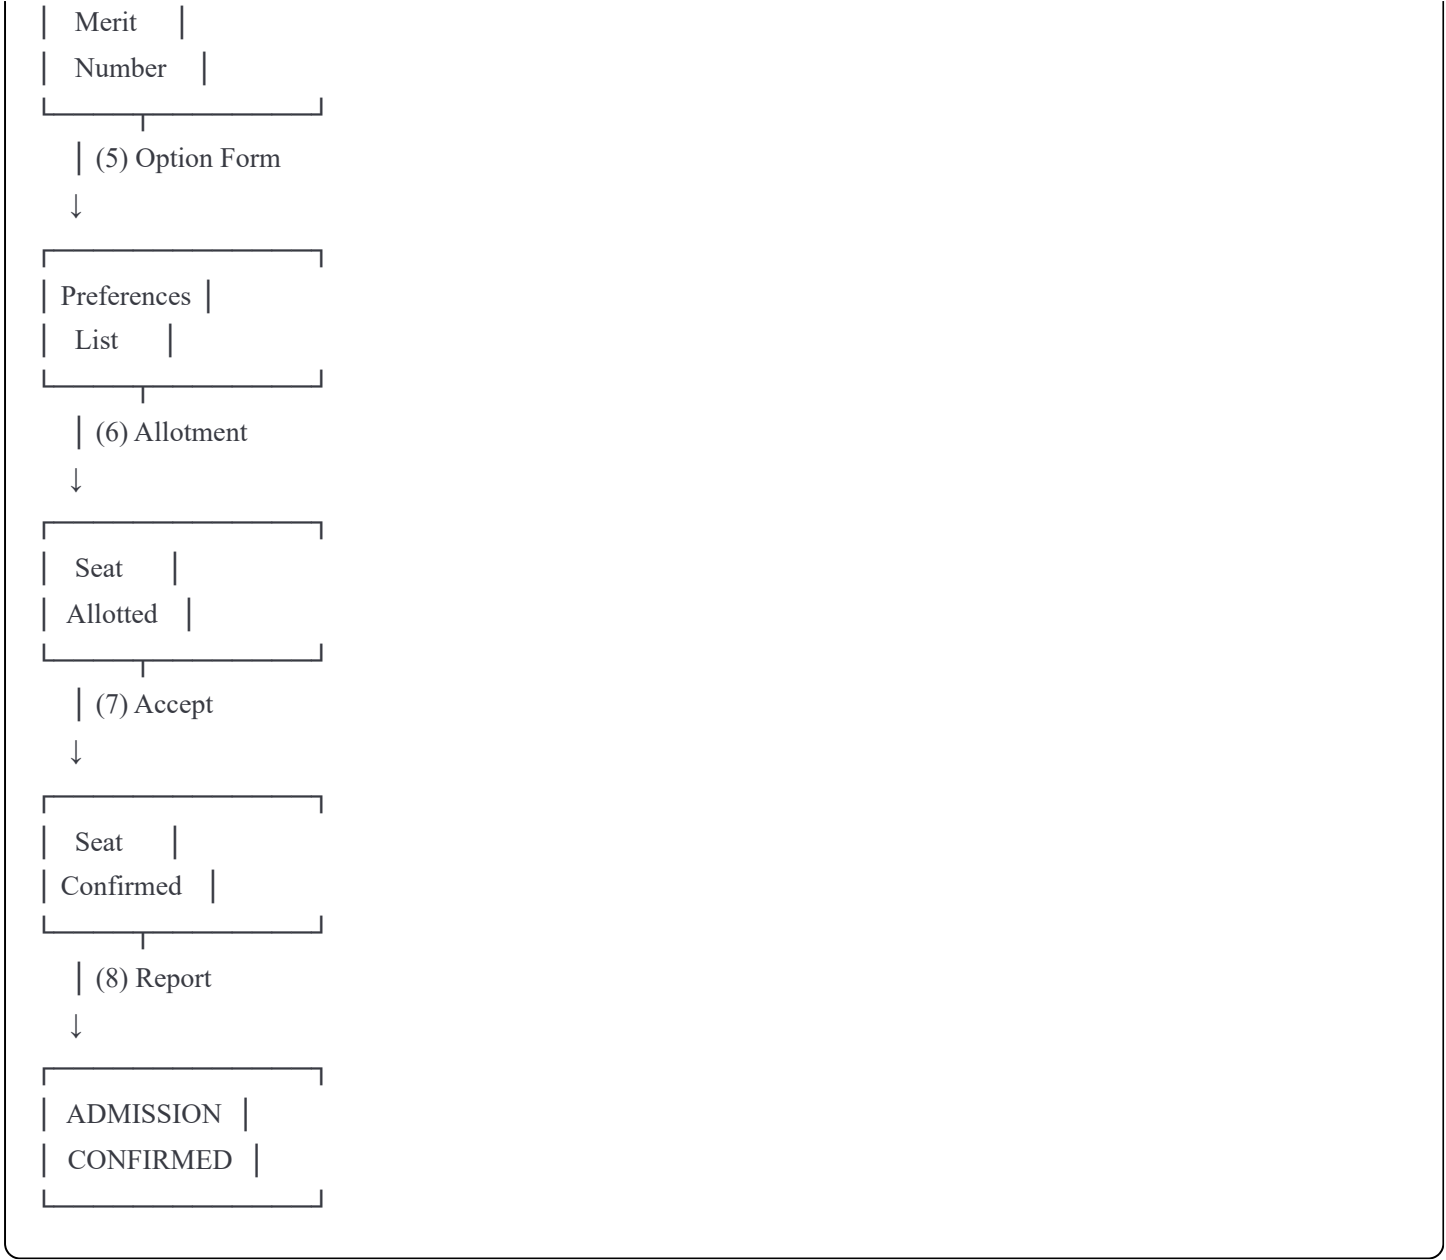 │ Merit │
│ Number │
└──────┬───────────┘
│ (5) Option Form
↓
┌──────────────────┐
│ Preferences │
│ List │
└──────┬───────────┘
│ (6) Allotment
↓
┌──────────────────┐
│ Seat │
│ Allotted │
└──────┬───────────┘
│ (7) Accept
↓
┌──────────────────┐
│ Seat │
│ Confirmed │
└──────┬───────────┘
│ (8) Report
↓
┌──────────────────┐
│ ADMISSION │
│ CONFIRMED │
└──────────────────┘